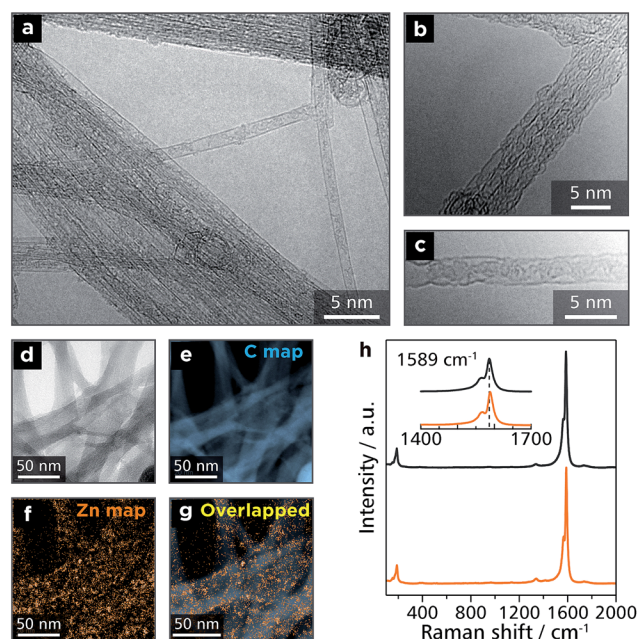 a
5 nm
b
5 nm
c
5 nm
d
50 nm
e
C map
50 nm
f
Zn map
50 nm
g
Overlapped
50 nm
h
1589 cm⁻¹
1400 1700
Intensity / a.u.
400 800 1200 1600 2000
Raman shift / cm⁻¹